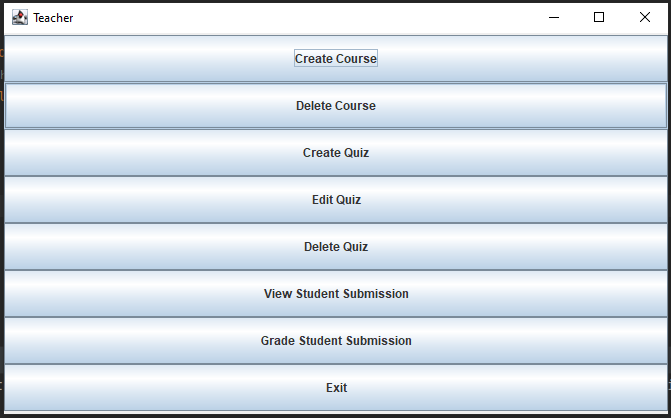 Teacher
Create Course
Delete Course
Create Quiz
Edit Quiz
Delete Quiz
View Student Submission
Grade Student Submission
Exit